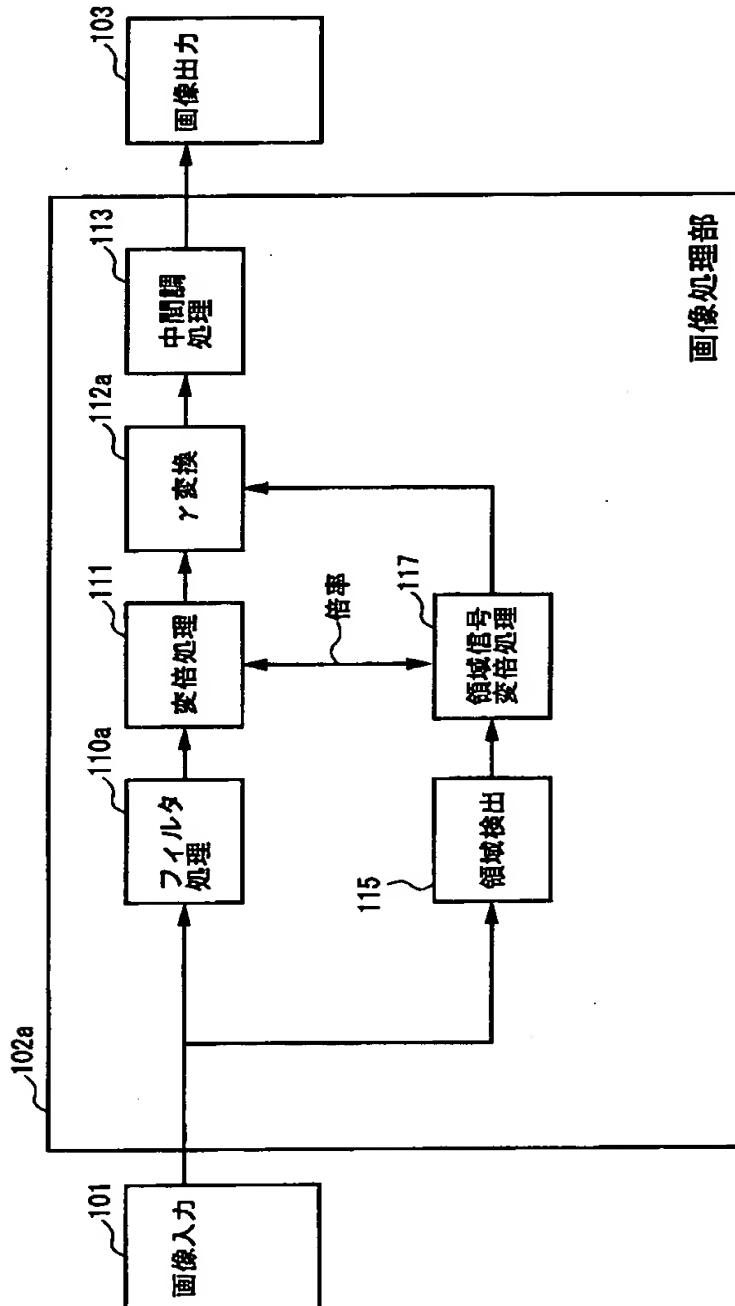 102a
101
画像入力
110a
フィルタ
処理
111
変倍処理
112a
γ変換
113
中間調
処理
103
画像出力
倍率
115
領域検出
117
領域信号
変倍処理
画像処理部